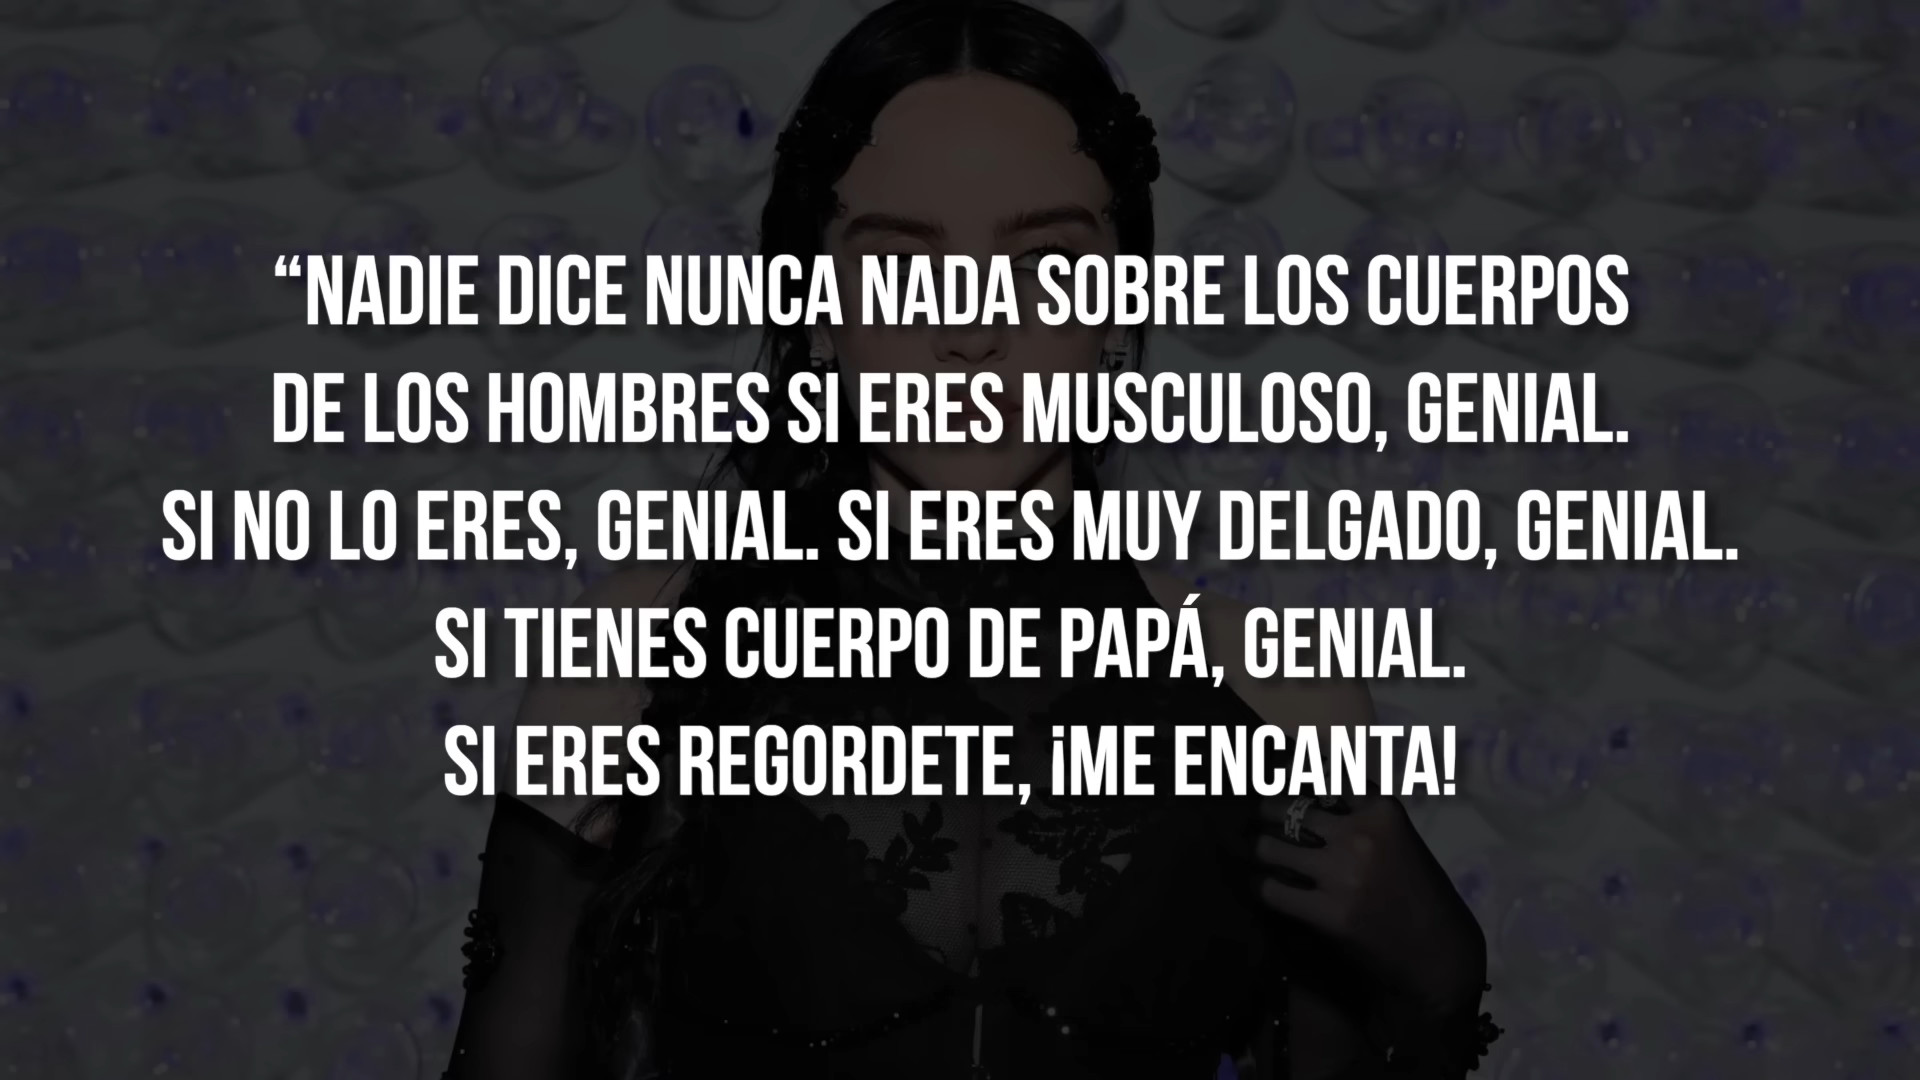 “NADIE DICE NUNCA NADA SOBRE LOS CUERPOS
DE LOS HOMBRES SI ERES MUSCULOSO, GENIAL.
SI NO LO ERES, GENIAL. SI ERES MUY DELGADO, GENIAL.
SI TIENES CUERPO DE PAPÁ, GENIAL.
SI ERES REGORDETE, ¡ME ENCANTA!